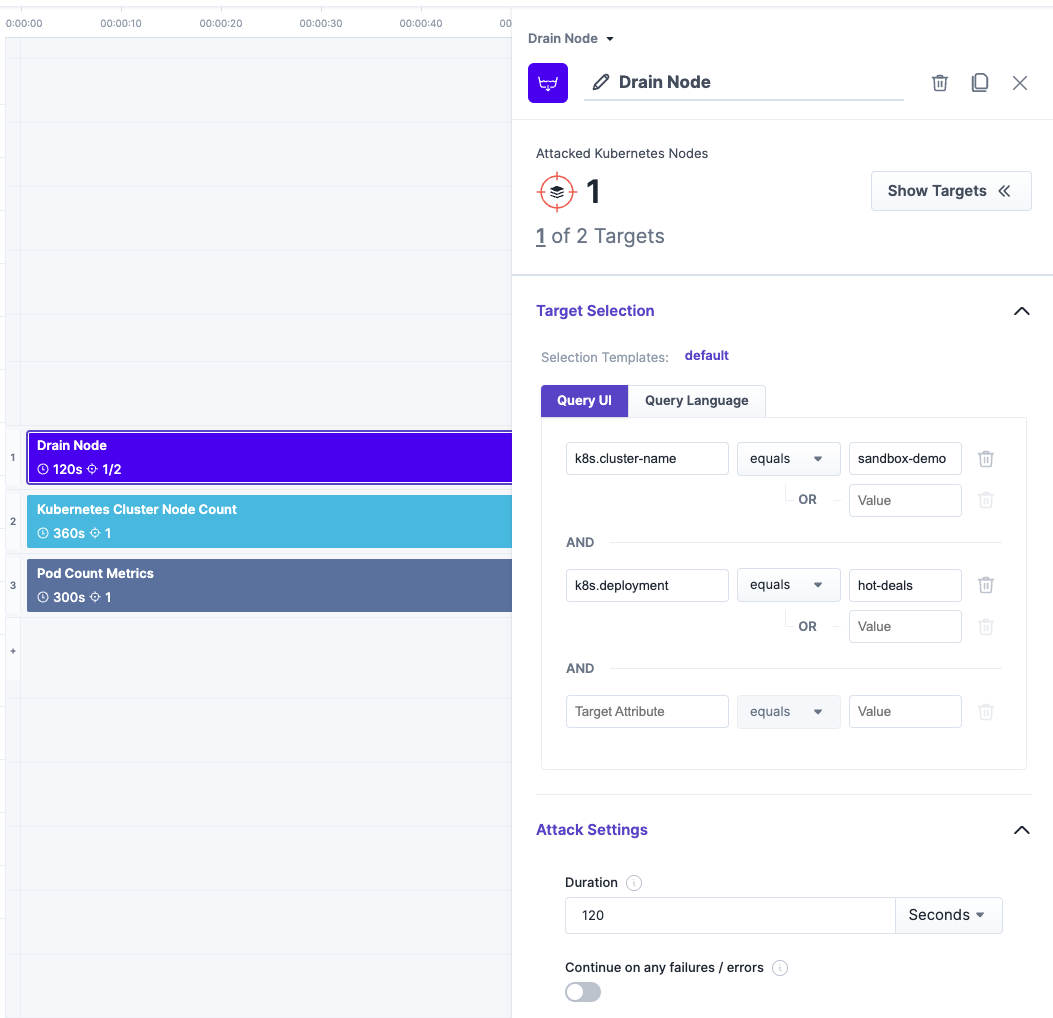 0:00:00 00:00:10 00:00:20 00:00:30 00:00:40 00
Drain Node
Drain Node
Attacked Kubernetes Nodes
1
Show Targets
1 of 2 Targets
Target Selection
Selection Templates: default
Query UI Query Language
k8s.cluster-name equals sandbox-demo
OR Value
AND
k8s.deployment equals hot-deals
OR Value
AND
Target Attribute equals Value
Attack Settings
Duration
120 Seconds
Continue on any failures / errors
1
Drain Node
120s 1/2
2
Kubernetes Cluster Node Count
360s 1
3
Pod Count Metrics
300s 1
+